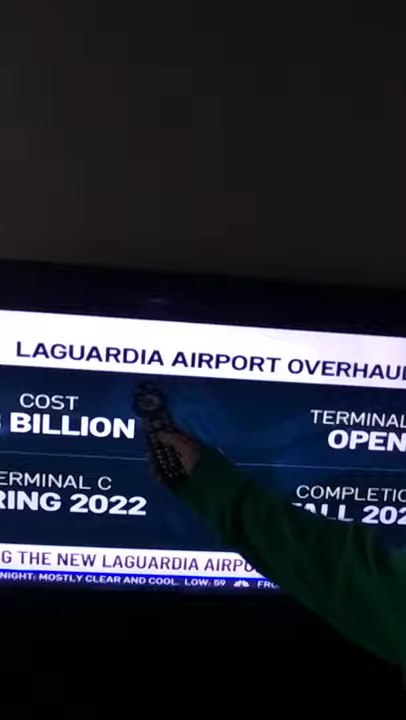 LAGUARDIA AIRPORT OVERHAU
COST
BILLION
TERMINAL
OPEN
ERMINAL C
RING 2022
COMPLETIO
ALL 202
G THE NEW LAGUARDIA AIRPO
NIGHT: MOSTLY CLEAR AND COOL. LOW: 59